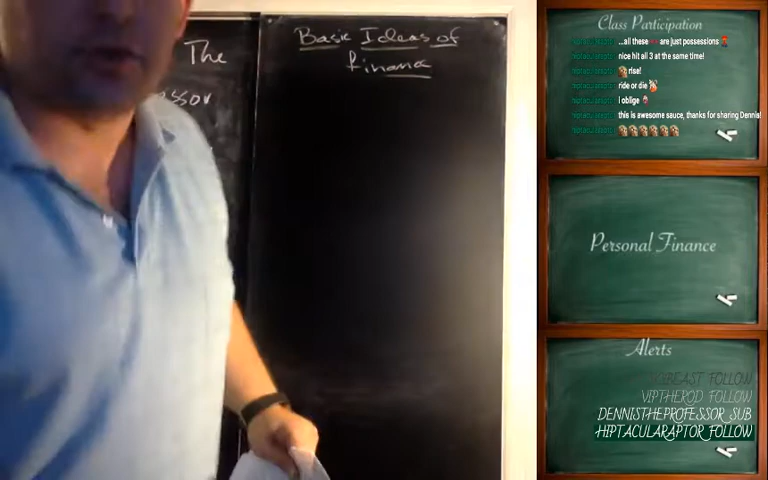 The
Basic Ideas of
Finance
Class Participation
...all these are just possessions
nice hit all 3 at the same time!
rise!
ride or die
I oblige
this is awesome sauce, thanks for sharing Dennis!
Personal Finance
Alerts
FOLLOW
VIPTHEROD FOLLOW
DENNISTHEPROFESSOR SUB
HIPTACULARAPTOR FOLLOW